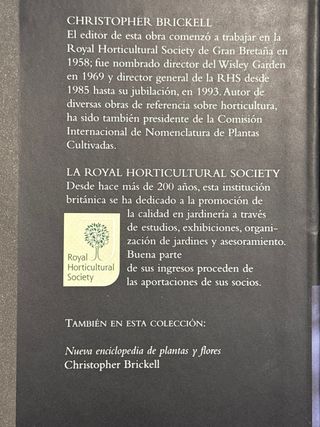 CHRISTOPHER BRICKELL
El editor de esta obra comenzó a trabajar en la
Royal Horticultural Society de Gran Bretaña en
1958; fue nombrado director del Wisley Garden
en 1969 y director general de la RHS desde
1985 hasta su jubilación, en 1993. Autor de
diversas obras de referencia sobre horticultura,
ha sido también presidente de la Comisión
Internacional de Nomenclatura de Plantas
Cultivadas.
LA ROYAL HORTICULTURAL SOCIETY
Desde hace más de 200 años, esta institución
británica se ha dedicado a la promoción de
la calidad en jardinería a través
de estudios, exhibiciones, organi-
zación de jardines y asesoramiento.
Buena parte
de sus ingresos proceden de
las aportaciones de sus socios.
Royal
Horticultural
Society
TAMBIÉN EN ESTA COLECCIÓN:
Nueva enciclopedia de plantas y flores
Christopher Brickell